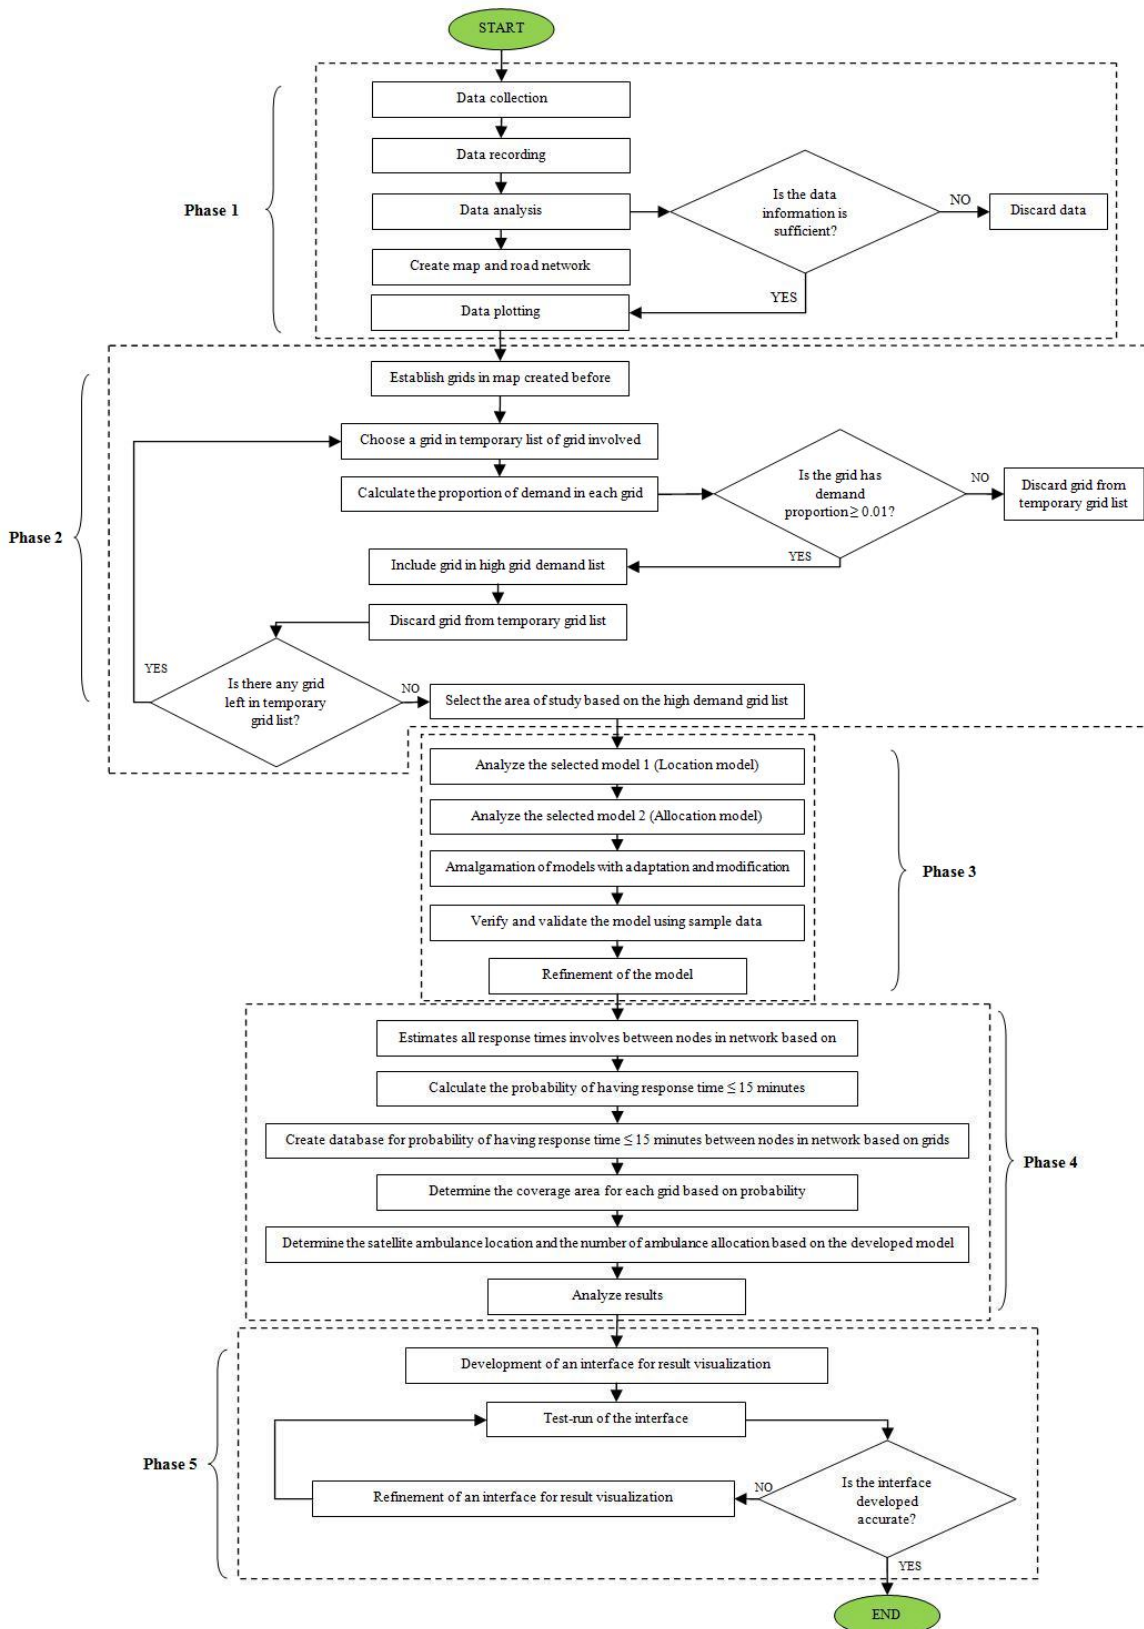 START
Data collection
Data recording
Phase 1
Data analysis
Is the data
information is
sufficient?
NO
Discard data
Create map and road network
YES
Data plotting
Establish grids in map created before
Choose a grid in temporary list of grid involved
Calculate the proportion of demand in each grid
Is the grid has
demand
proportion ≥ 0.01?
NO
Discard grid from
temporary grid list
Phase 2
YES
Include grid in high grid demand list
Discard grid from temporary grid list
YES
Is there any grid
left in temporary
grid list?
NO
Select the area of study based on the high demand grid list
Analyze the selected model 1 (Location model)
Analyze the selected model 2 (Allocation model)
Amalgamation of models with adaptation and modification
Phase 3
Verify and validate the model using sample data
Refinement of the model
Estimates all response times involves between nodes in network based on
Calculate the probability of having response time ≤ 15 minutes
Create database for probability of having response time ≤ 15 minutes between nodes in network based on grids
Phase 4
Determine the coverage area for each grid based on probability
Determine the satellite ambulance location and the number of ambulance allocation based on the developed model
Analyze results
Development of an interface for result visualization
Test-run of the interface
Phase 5
Refinement of an interface for result visualization
NO
Is the interface
developed
accurate?
YES
END